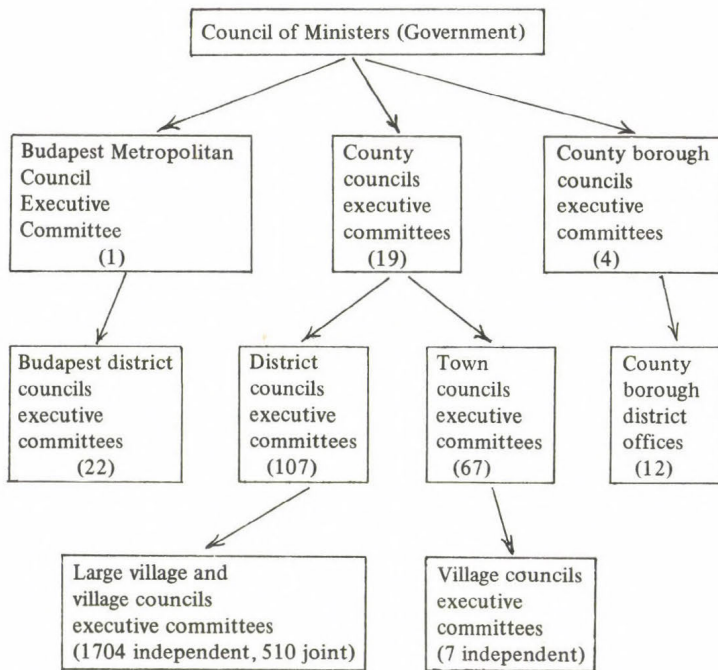 Council of Ministers (Government)
Budapest Metropolitan
Council
Executive
Committee
(1)
County
councils
executive
committees
(19)
County borough
councils
executive
committees
(4)
Budapest district
councils
executive
committees
(22)
District
councils
executive
committees
(107)
Town
councils
executive
committees
(67)
County
borough
district
offices
(12)
Large village and
village councils
executive committees
(1704 independent, 510 joint)
Village councils
executive
committees
(7 independent)